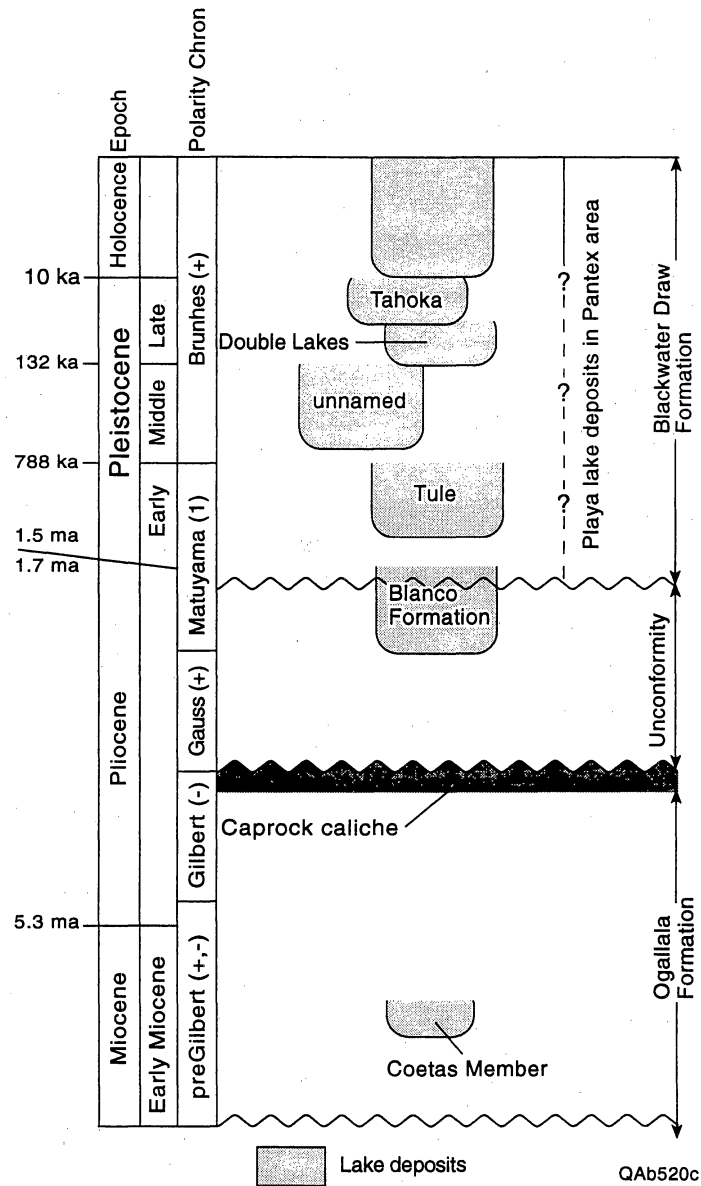 Epoch
Polarity Chron
Holocence
Pleistocene
Pliocene
Miocene
Late
Middle
Early
Early Miocene
Brunhes (+)
Matuyama (1)
Gauss (+)
Gilbert (-)
preGilbert (+,-)
10 ka
132 ka
788 ka
1.5 ma
1.7 ma
5.3 ma
Tahoka
Double Lakes
unnamed
Tule
Blanco
Formation
Caprock caliche
Coetas Member
?
?
?
Playa lake deposits in Pantex area
Blackwater Draw
Formation
Unconformity
Ogallala
Formation
Lake deposits
QAb520c